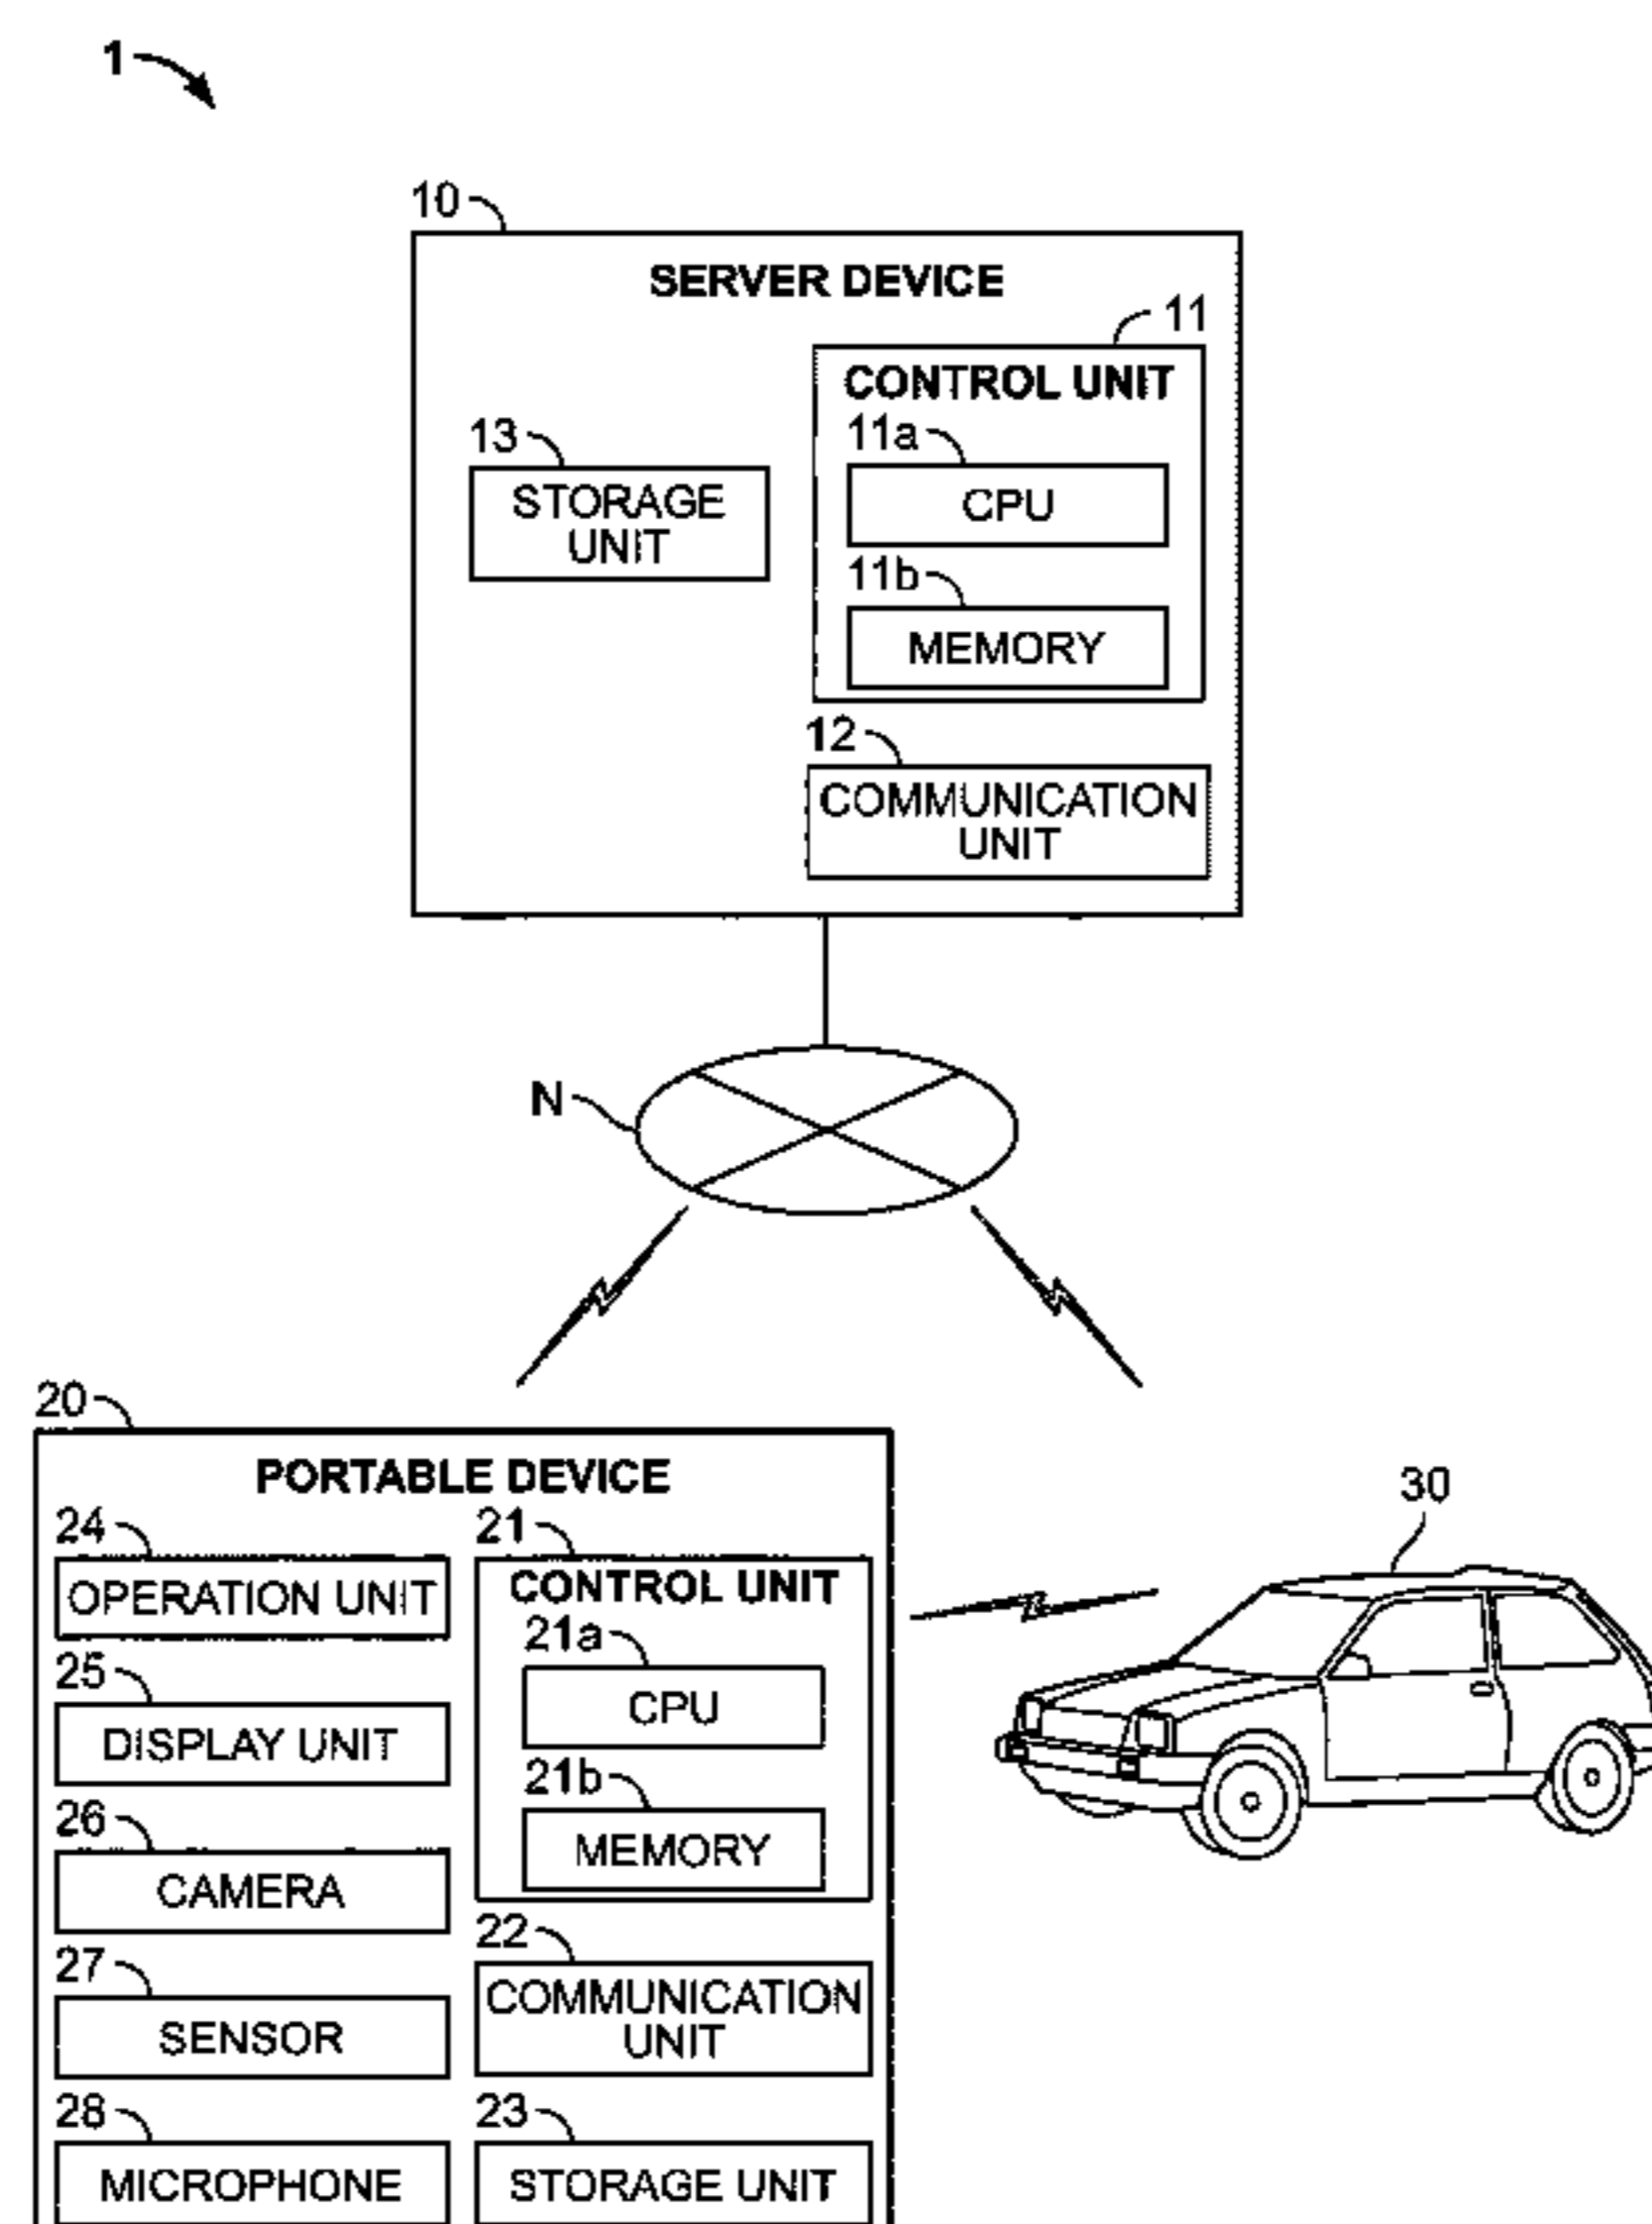 1
10
SERVER DEVICE
11
CONTROL UNIT
13
11a
STORAGE
UNIT
CPU
11b
MEMORY
12
COMMUNICATION
UNIT
N
20
PORTABLE DEVICE
30
24
21
OPERATION UNIT
CONTROL UNIT
21a
25
CPU
DISPLAY UNIT
21b
26
MEMORY
CAMERA
22
27
COMMUNICATION
UNIT
SENSOR
28
23
MICROPHONE
STORAGE UNIT